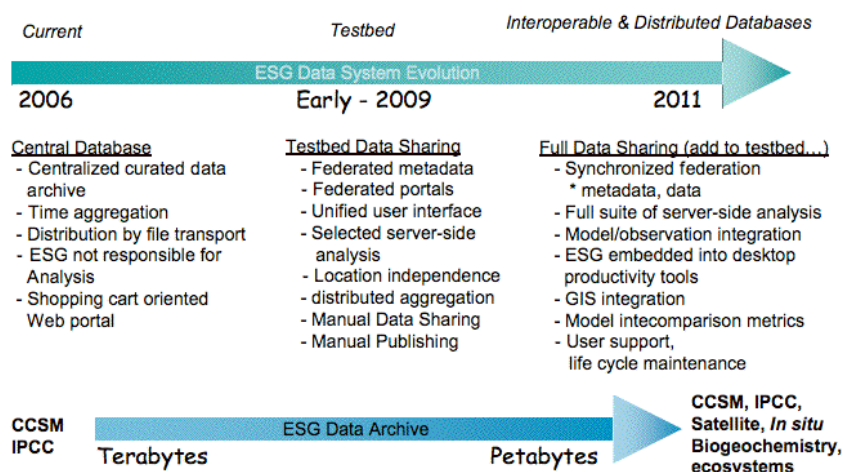 Current
Testbed
Interoperable & Distributed Databases
ESG Data System Evolution
2006
Early - 2009
2011
Central Database
- Centralized curated data
archive
- Time aggregation
- Distribution by file transport
- ESG not responsible for
Analysis
- Shopping cart oriented
Web portal
Testbed Data Sharing
- Federated metadata
- Federated portals
- Unified user interface
- Selected server-side
analysis
- Location independence
- distributed aggregation
- Manual Data Sharing
- Manual Publishing
Full Data Sharing (add to testbed...)
- Synchronized federation
* metadata, data
- Full suite of server-side analysis
- Model/observation integration
- ESG embedded into desktop
productivity tools
- GIS integration
- Model intecomparison metrics
- User support,
life cycle maintenance
CCSM
IPCC
ESG Data Archive
Terabytes
Petabytes
CCSM, IPCC,
Satellite, In situ
Biogeochemistry,
ecosystems